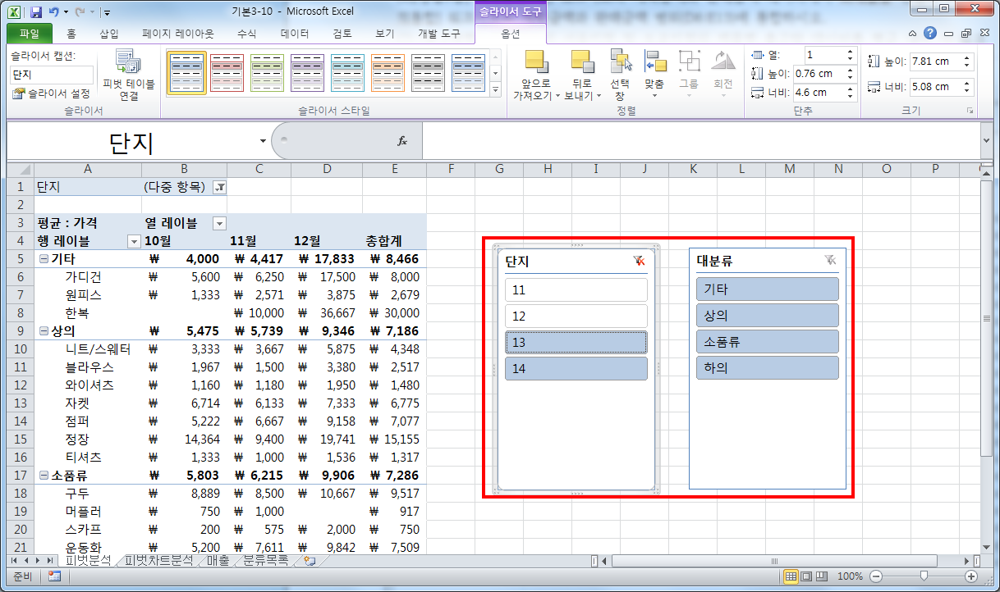 기본3-10 - Microsoft Excel
슬라이서 도구
파일 홈 삽입 페이지 레이아웃 수식 데이터 검토 보기 개발 도구 옵션
슬라이서 캡션:
단지
슬라이서 설정
피벗 테이블
연결
슬라이서
슬라이서 스타일
앞으로
가져오기
뒤로
보내기
선택
창
맞춤
그룹
회전
정렬
열: 1
높이: 0.76 cm
너비: 4.6 cm
단추
높이: 7.81 cm
너비: 5.08 cm
크기
단지 fx
A B C D E F G H I J K L M N O P
1 단지 (다중 항목)
2
3 평균 : 가격 열 레이블
4 행 레이블 10월 11월 12월 총합계
5 기타 ₩ 4,000 ₩ 4,417 ₩ 17,833 ₩ 8,466
6 가디건 ₩ 5,600 ₩ 6,250 ₩ 17,500 ₩ 8,000
7 원피스 ₩ 1,333 ₩ 2,571 ₩ 3,875 ₩ 2,679
8 한복 ₩ 10,000 ₩ 36,667 ₩ 30,000
9 상의 ₩ 5,475 ₩ 5,739 ₩ 9,346 ₩ 7,186
10 니트/스웨터 ₩ 3,333 ₩ 3,667 ₩ 5,875 ₩ 4,348
11 블라우스 ₩ 1,967 ₩ 1,500 ₩ 3,380 ₩ 2,517
12 와이셔츠 ₩ 1,160 ₩ 1,180 ₩ 1,950 ₩ 1,480
13 자켓 ₩ 6,714 ₩ 6,133 ₩ 7,333 ₩ 6,775
14 점퍼 ₩ 5,222 ₩ 6,667 ₩ 9,158 ₩ 7,077
15 정장 ₩ 14,364 ₩ 9,400 ₩ 19,741 ₩ 15,155
16 티셔츠 ₩ 1,333 ₩ 1,000 ₩ 1,536 ₩ 1,317
17 소품류 ₩ 5,803 ₩ 6,215 ₩ 9,906 ₩ 7,286
18 구두 ₩ 8,889 ₩ 8,500 ₩ 10,667 ₩ 9,517
19 머플러 ₩ 750 ₩ 1,000 ₩ 917
20 스카프 ₩ 200 ₩ 575 ₩ 2,000 ₩ 750
21 운동화 ₩ 5,200 ₩ 7,611 ₩ 9,842 ₩ 7,509
단지
11
12
13
14
대분류
기타
상의
소품류
하의
피벗분석 피벗차트분석 매출 분류목록
준비 100%